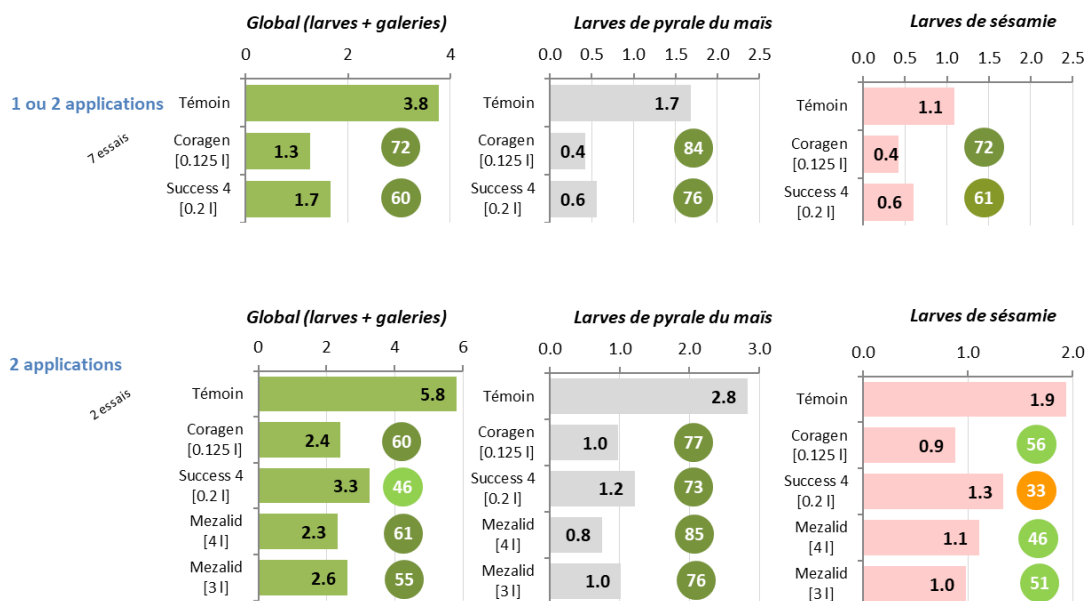 Global (larves + galeries)
0 2 4
1 ou 2 applications
7 essais
Témoin 3.8
Coragen 1.3 72
[0.125 l]
Success 4 1.7 60
[0.2 l]
Larves de pyrale du maïs
0.0 0.5 1.0 1.5 2.0 2.5
Témoin 1.7
Coragen 0.4 84
[0.125 l]
Success 4 0.6 76
[0.2 l]
Larves de sésamie
0.0 0.5 1.0 1.5 2.0 2.5
Témoin 1.1
Coragen 0.4 72
[0.125 l]
Success 4 0.6 61
[0.2 l]
Global (larves + galeries)
0 2 4 6
2 applications
2 essais
Témoin 5.8
Coragen 2.4 60
[0.125 l]
Success 4 3.3 46
[0.2 l]
Mezalid 2.3 61
[4 l]
Mezalid 2.6 55
[3 l]
Larves de pyrale du maïs
0.0 1.0 2.0 3.0
Témoin 2.8
Coragen 1.0 77
[0.125 l]
Success 4 1.2 73
[0.2 l]
Mezalid 0.8 85
[4 l]
Mezalid 1.0 76
[3 l]
Larves de sésamie
0.0 1.0 2.0
Témoin 1.9
Coragen 0.9 56
[0.125 l]
Success 4 1.3 33
[0.2 l]
Mezalid 1.1 46
[4 l]
Mezalid 1.0 51
[3 l]